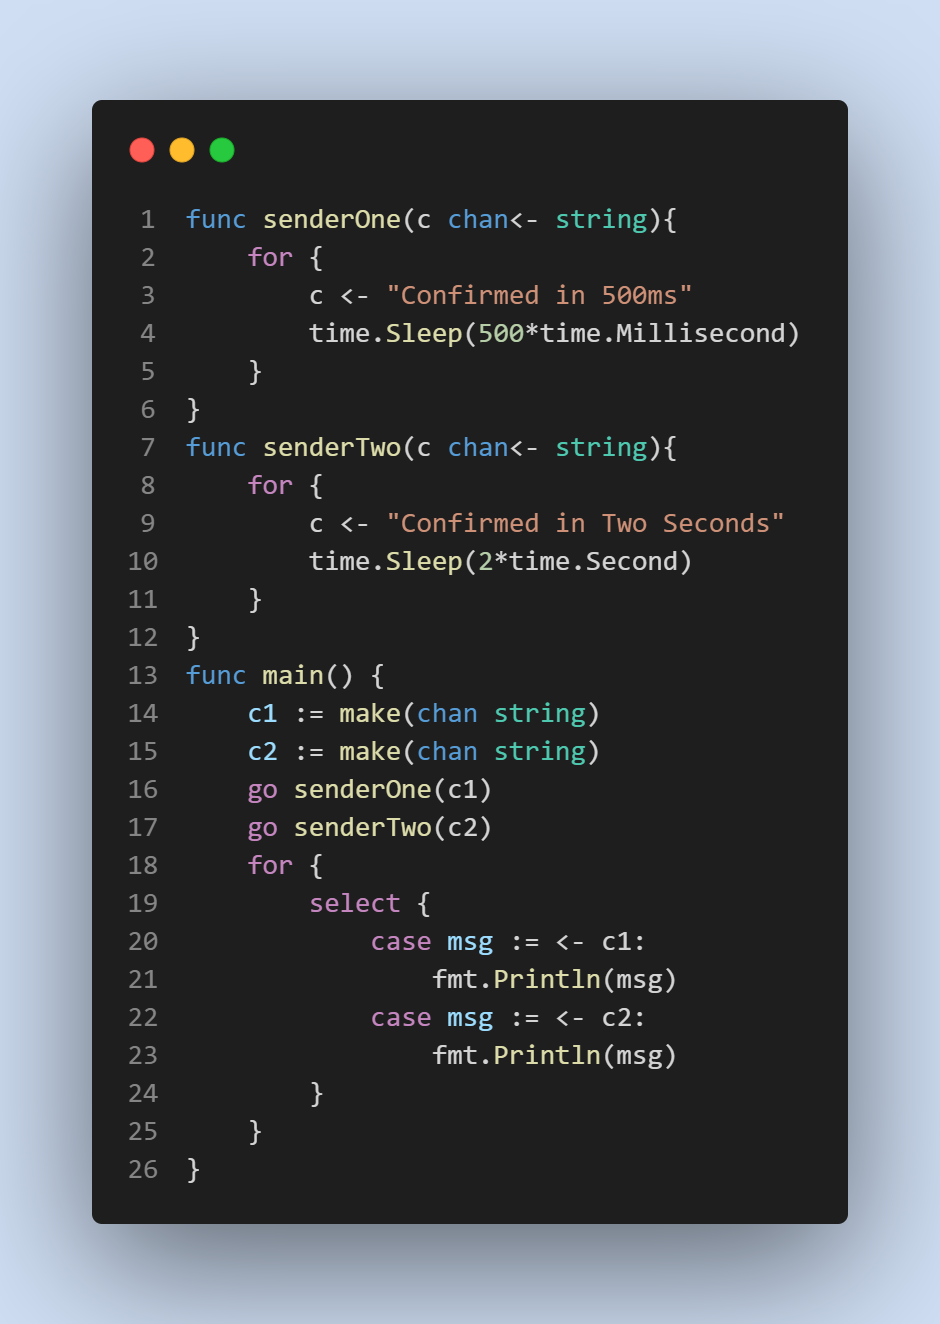 1 func senderOne(c chan<- string){
2     for {
3         c <- "Confirmed in 500ms"
4         time.Sleep(500*time.Millisecond)
5     }
6 }
7 func senderTwo(c chan<- string){
8     for {
9         c <- "Confirmed in Two Seconds"
10         time.Sleep(2*time.Second)
11     }
12 }
13 func main() {
14     c1 := make(chan string)
15     c2 := make(chan string)
16     go senderOne(c1)
17     go senderTwo(c2)
18     for {
19         select {
20             case msg := <- c1:
21                 fmt.Println(msg)
22             case msg := <- c2:
23                 fmt.Println(msg)
24         }
25     }
26 }